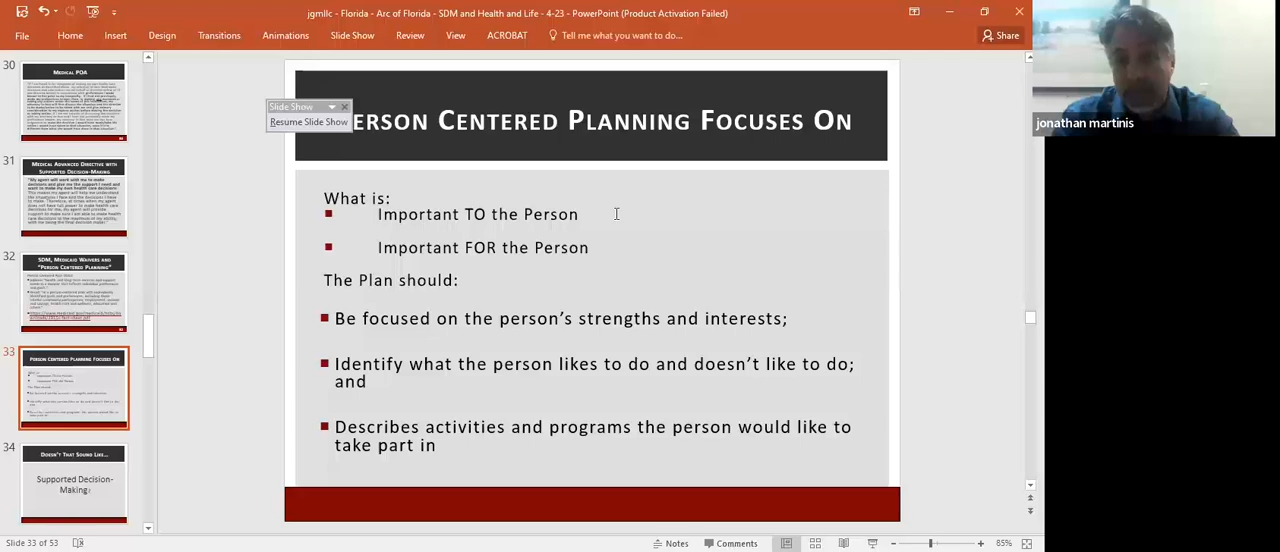 jgmllc - Florida - Arc of Florida - SDM and Health and Life - 4-23 - PowerPoint (Product Activation Failed)
File Home Insert Design Transitions Animations Slide Show Review View ACROBAT Tell me what you want to do... Share
jonathan martinis
30
MEDICAL POA
31
MEDICAL ADVANCED DIRECTIVE WITH
SUPPORTED DECISION-MAKING
32
SDM, MEDICAID WAIVERS AND
"PERSON CENTERED PLANNING"
33
PERSON CENTERED PLANNING FOCUSES ON
34
DOESN'T THAT SOUND LIKE...
Supported Decision-
Making?
Slide Show
Resume Slide Show
ERSON CENTERED PLANNING FOCUSES ON
What is:
Important TO the Person
Important FOR the Person
The Plan should:
Be focused on the person's strengths and interests;
Identify what the person likes to do and doesn't like to do;
and
Describes activities and programs the person would like to
take part in
Slide 33 of 53
Notes Comments 85%